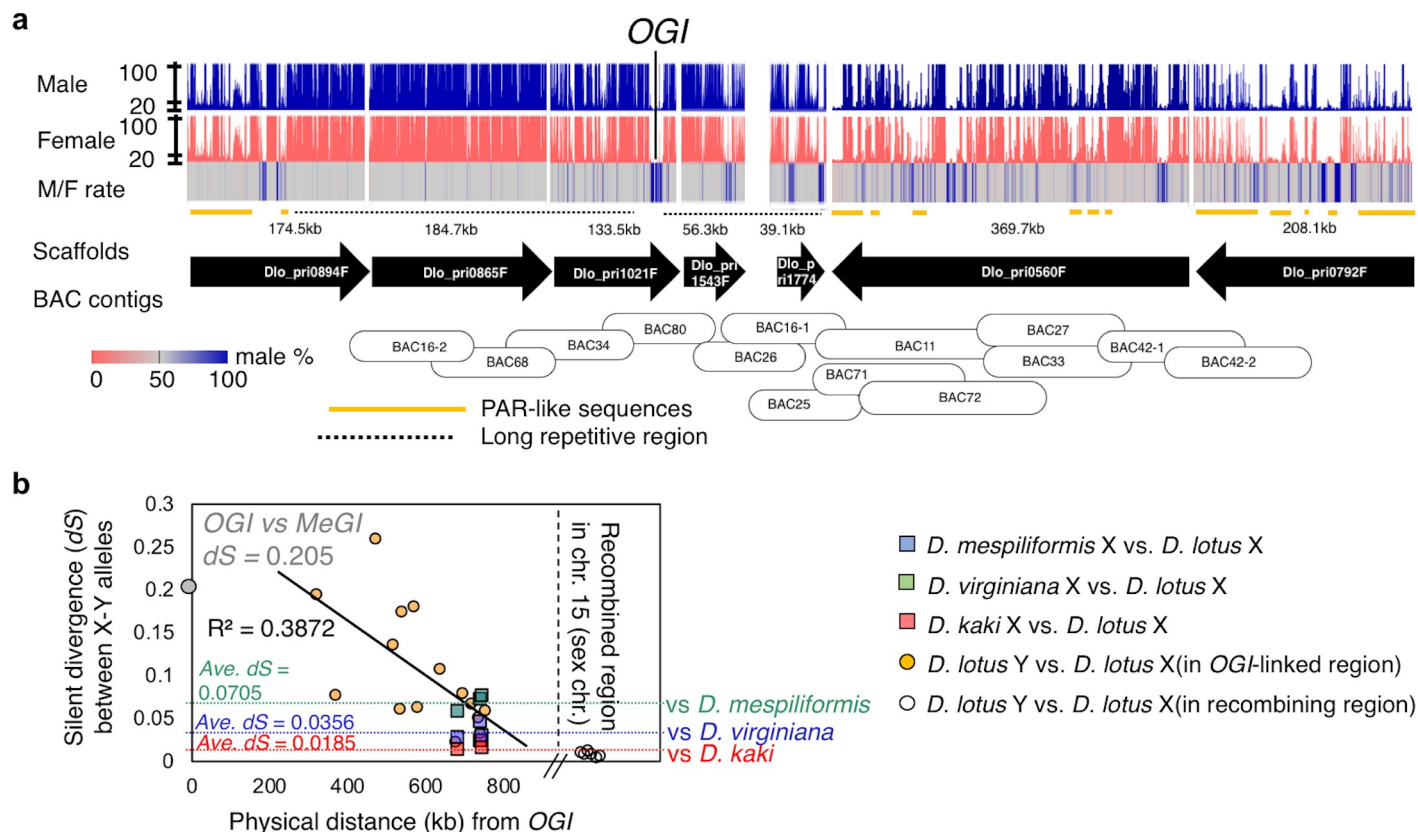 a
OGI
Male
100
20
Female
100
20
M/F rate
174.5kb
184.7kb
133.5kb
56.3kb
39.1kb
369.7kb
208.1kb
Scaffolds
Dlo_pri0894F
Dlo_pri0865F
Dlo_pri1021F
Dlo_pri
1543F
Dlo_p
ri1774
Dlo_pri0560F
Dlo_pri0792F
BAC contigs
BAC16-2
BAC68
BAC34
BAC80
BAC16-1
BAC26
BAC25
BAC71
BAC11
BAC72
BAC27
BAC33
BAC42-1
BAC42-2
male %
0
50
100
PAR-like sequences
Long repetitive region
b
Silent divergence (dS)
between X-Y alleles
0.3
0.25
0.2
0.15
0.1
0.05
0
OGI vs MeGI
dS = 0.205
R² = 0.3872
Ave. dS =
0.0705
Ave. dS = 0.0356
Ave. dS = 0.0185
Recombined region
in chr. 15 (sex chr.)
vs D. mespiliformis
vs D. virginiana
vs D. kaki
0
200
400
600
800
Physical distance (kb) from OGI
D. mespiliformis X vs. D. lotus X
D. virginiana X vs. D. lotus X
D. kaki X vs. D. lotus X
D. lotus Y vs. D. lotus X(in OGI-linked region)
D. lotus Y vs. D. lotus X(in recombining region)